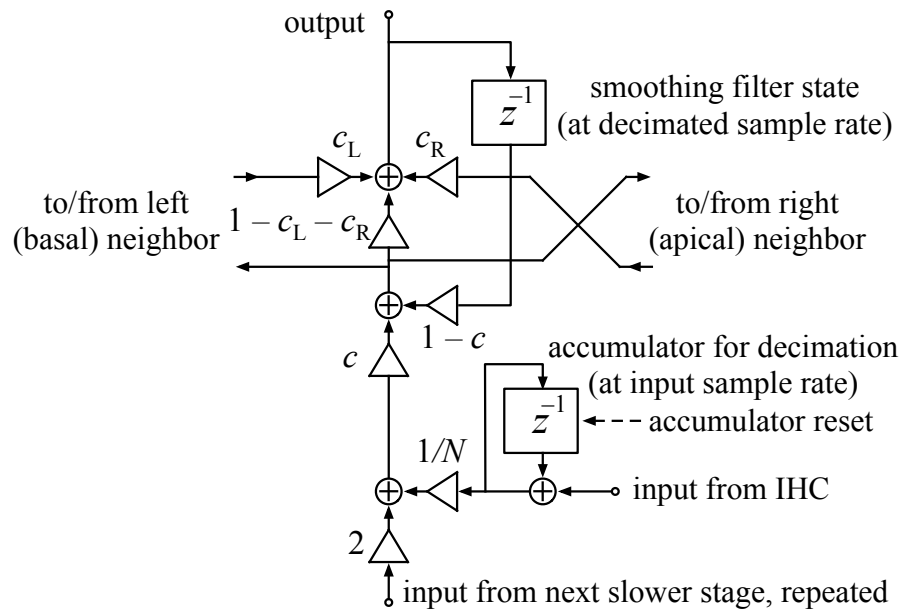 output
z⁻¹
smoothing filter state
(at decimated sample rate)
c_L
c_R
to/from left
(basal) neighbor
1 − c_L − c_R
to/from right
(apical) neighbor
1 − c
c
accumulator for decimation
(at input sample rate)
z⁻¹
accumulator reset
1/N
input from IHC
2
input from next slower stage, repeated